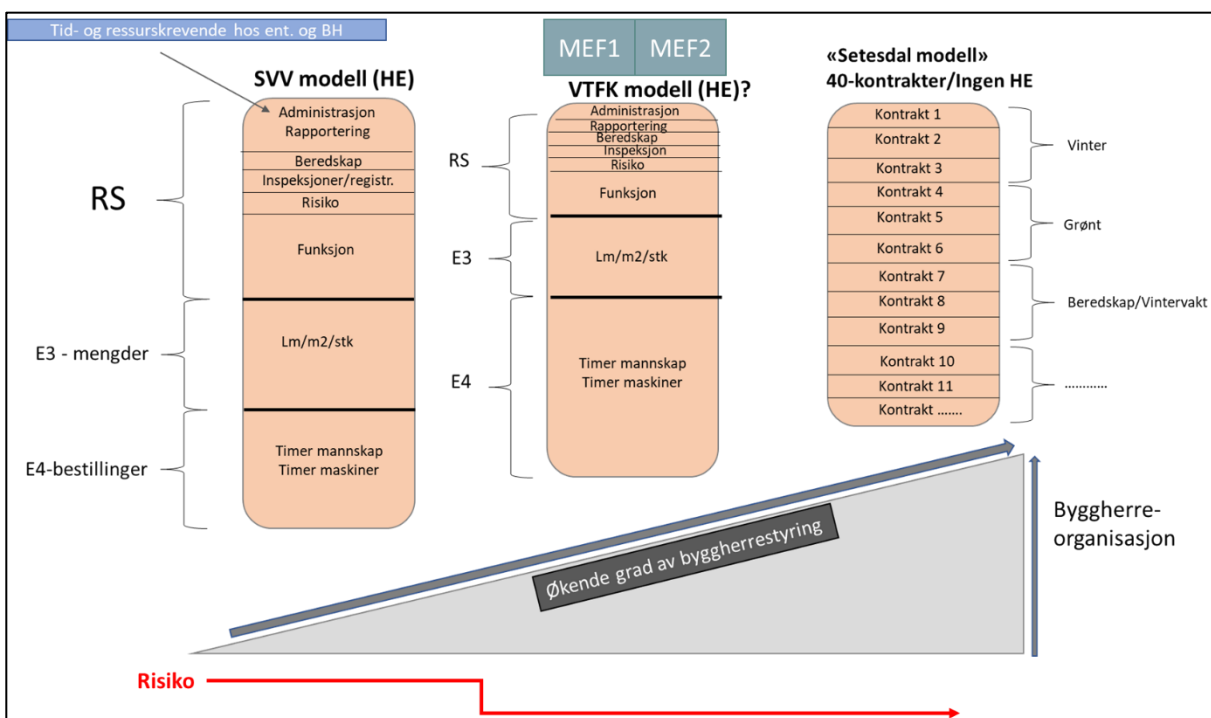 Tid- og ressurskrevende hos ent. og BH
MEF1
MEF2
SVV modell (HE)
VTFK modell (HE)?
«Setesdal modell»
40-kontrakter/Ingen HE
RS
Administrasjon
Rapportering
Beredskap
Inspeksjoner/registr.
Risiko
Funksjon
E3 - mengder
Lm/m2/stk
E4-bestillinger
Timer mannskap
Timer maskiner
RS
Administrasjon
Rapportering
Beredskap
Inspeksjon
Risiko
Funksjon
E3
Lm/m2/stk
E4
Timer mannskap
Timer maskiner
Kontrakt 1
Kontrakt 2
Kontrakt 3
Vinter
Kontrakt 4
Kontrakt 5
Kontrakt 6
Grønt
Kontrakt 7
Kontrakt 8
Kontrakt 9
Beredskap/Vintervakt
Kontrakt 10
Kontrakt 11
Kontrakt .......
............
Økende grad av byggherrestyring
Byggherre-
organisasjon
Risiko